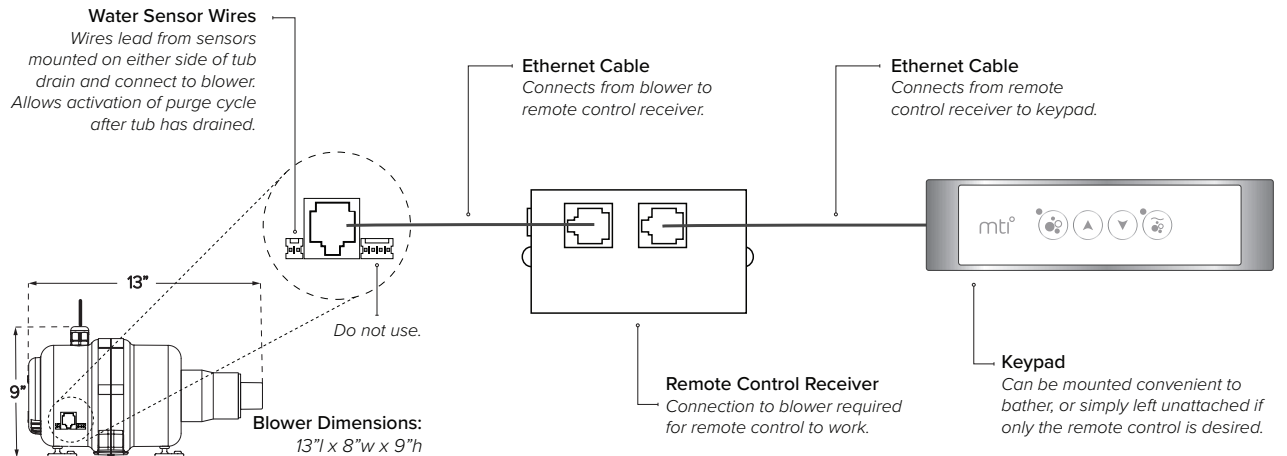 Water Sensor Wires
Wires lead from sensors
mounted on either side of tub
drain and connect to blower.
Allows activation of purge cycle
after tub has drained.
Ethernet Cable
Connects from blower to
remote control receiver.
Ethernet Cable
Connects from remote
control receiver to keypad.
mti°
13”
Do not use.
9”
Blower Dimensions:
13”l x 8”w x 9”h
Remote Control Receiver
Connection to blower required
for remote control to work.
Keypad
Can be mounted convenient to
bather, or simply left unattached if
only the remote control is desired.